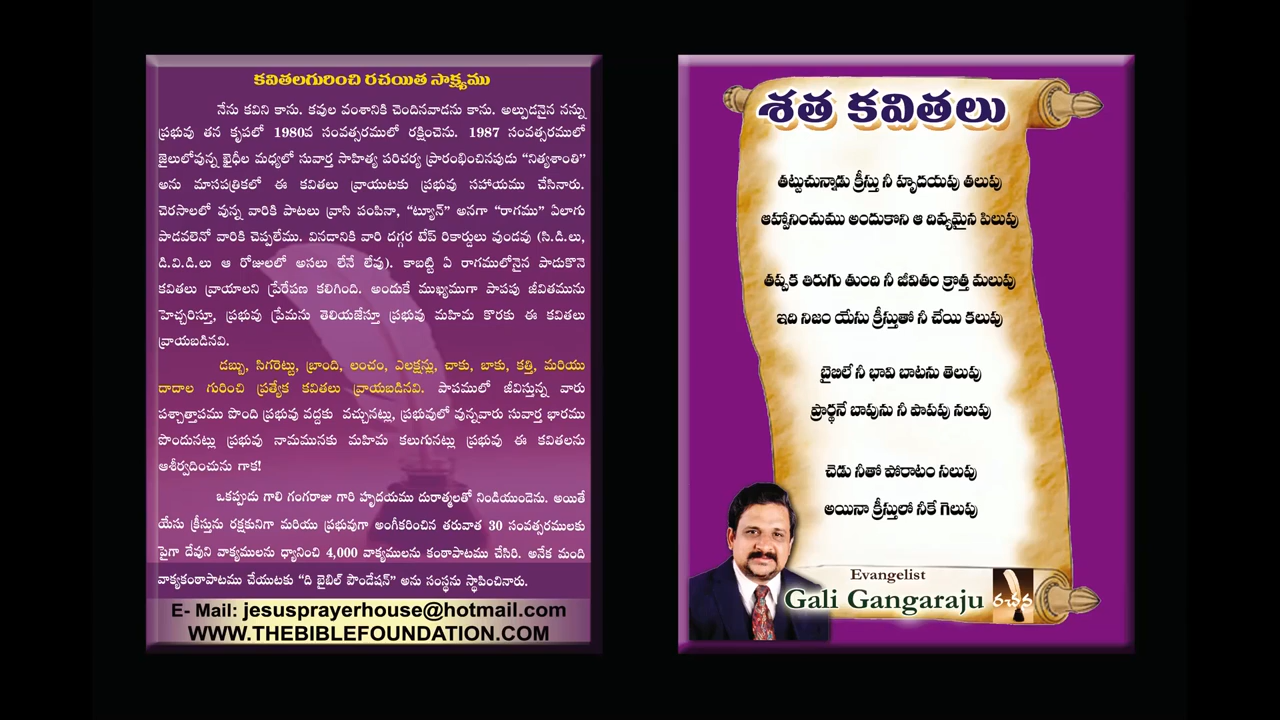 కవితలగురించి రచయిత సాక్ష్యము
నేను కవిని కాను. కవుల వంశానికి చెందినవాడను కాను. అల్పుడనైన నన్ను
ప్రభువు తన కృపలో 1980వ సంవత్సరములో రక్షించెను. 1987 సంవత్సరములో
జైలులోవున్న ఖైధీల మధ్యలో సువార్త సాహిత్య పరిచర్య ప్రారంభించినపుడు “నిత్యశాంతి”
అను మాసపత్రికలో ఈ కవితలు వ్రాయుటకు ప్రభువు సహాయము చేసినారు.
చెరసాలలో వున్న వారికి పాటలు వ్రాసి పంపినా, “ట్యూన్” అనగా “రాగము” ఏలాగు
పాడవలెనో వారికి చెప్పలేము. వినడానికి వారి దగ్గర టేప్ రికార్డులు వుండవు (సి.డి.లు,
డి.వి.డి.లు ఆ రోజులలో అసలు లేనే లేవు). కాబట్టి ఏ రాగములోనైన పాడుకొనె
కవితలు వ్రాయాలని ప్రేరేపణ కలిగింది. అందుకే ముఖ్యముగా పాపపు జీవితమును
హెచ్చరిస్తూ, ప్రభువు ప్రేమను తెలియజేస్తూ ప్రభువు మహిమ కొరకు ఈ కవితలు
వ్రాయబడినవి.
డబ్బు, సిగరెట్టు, బ్రాంది, లంచం, ఎలక్షన్లు, చాకు, బాకు, కత్తి, మరియు
దాదాల గురించి ప్రత్యేక కవితలు వ్రాయబడినవి. పాపములో జీవిస్తున్న వారు
పశ్చాత్తాపము పొంది ప్రభువు వద్దకు వచ్చునట్లు, ప్రభువులో వున్నవారు సువార్త భారము
పొందునట్లు ప్రభువు నామమునకు మహిమ కలుగునట్లు ప్రభువు ఈ కవితలను
ఆశీర్వదించును గాక!
ఒకప్పుడు గాలి గంగరాజు గారి హృదయము దురాత్మలతో నిండియుండెను. అయితే
యేసు క్రీస్తును రక్షకునిగా మరియు ప్రభువుగా అంగీకరించిన తరువాత 30 సంవత్సరములకు
పైగా దేవుని వాక్యములను ధ్యానించి 4,000 వాక్యములను కంఠాపాటము చేసిరి. అనేక మంది
వాక్యకంఠాపాటము చేయుటకు “ది బైబిల్ పౌండేషన్” అను సంస్థను స్థాపించినారు.
E- Mail: jesusprayerhouse@hotmail.com
WWW.THEBIBLEFOUNDATION.COM
శత కవితలు
తట్టుచున్నాడు క్రీస్తు నీ హృదయపు తలుపు
ఆహ్వానించుము అందుకొని ఆ దివ్యమైన పిలుపు
తప్పక తిరుగు తుంది నీ జీవితం క్రొత్త మలుపు
ఇది నిజం యేసు క్రీస్తుతో నీ చేయి కలుపు
బైబిలే నీ భావి బాటను తెలుపు
ప్రార్థనే బాపును నీ పాపపు నలుపు
చెడు నీతో పోరాటం సలుపు
అయినా క్రీస్తులో నీకే గెలుపు
Evangelist
Gali Gangaraju
రచన